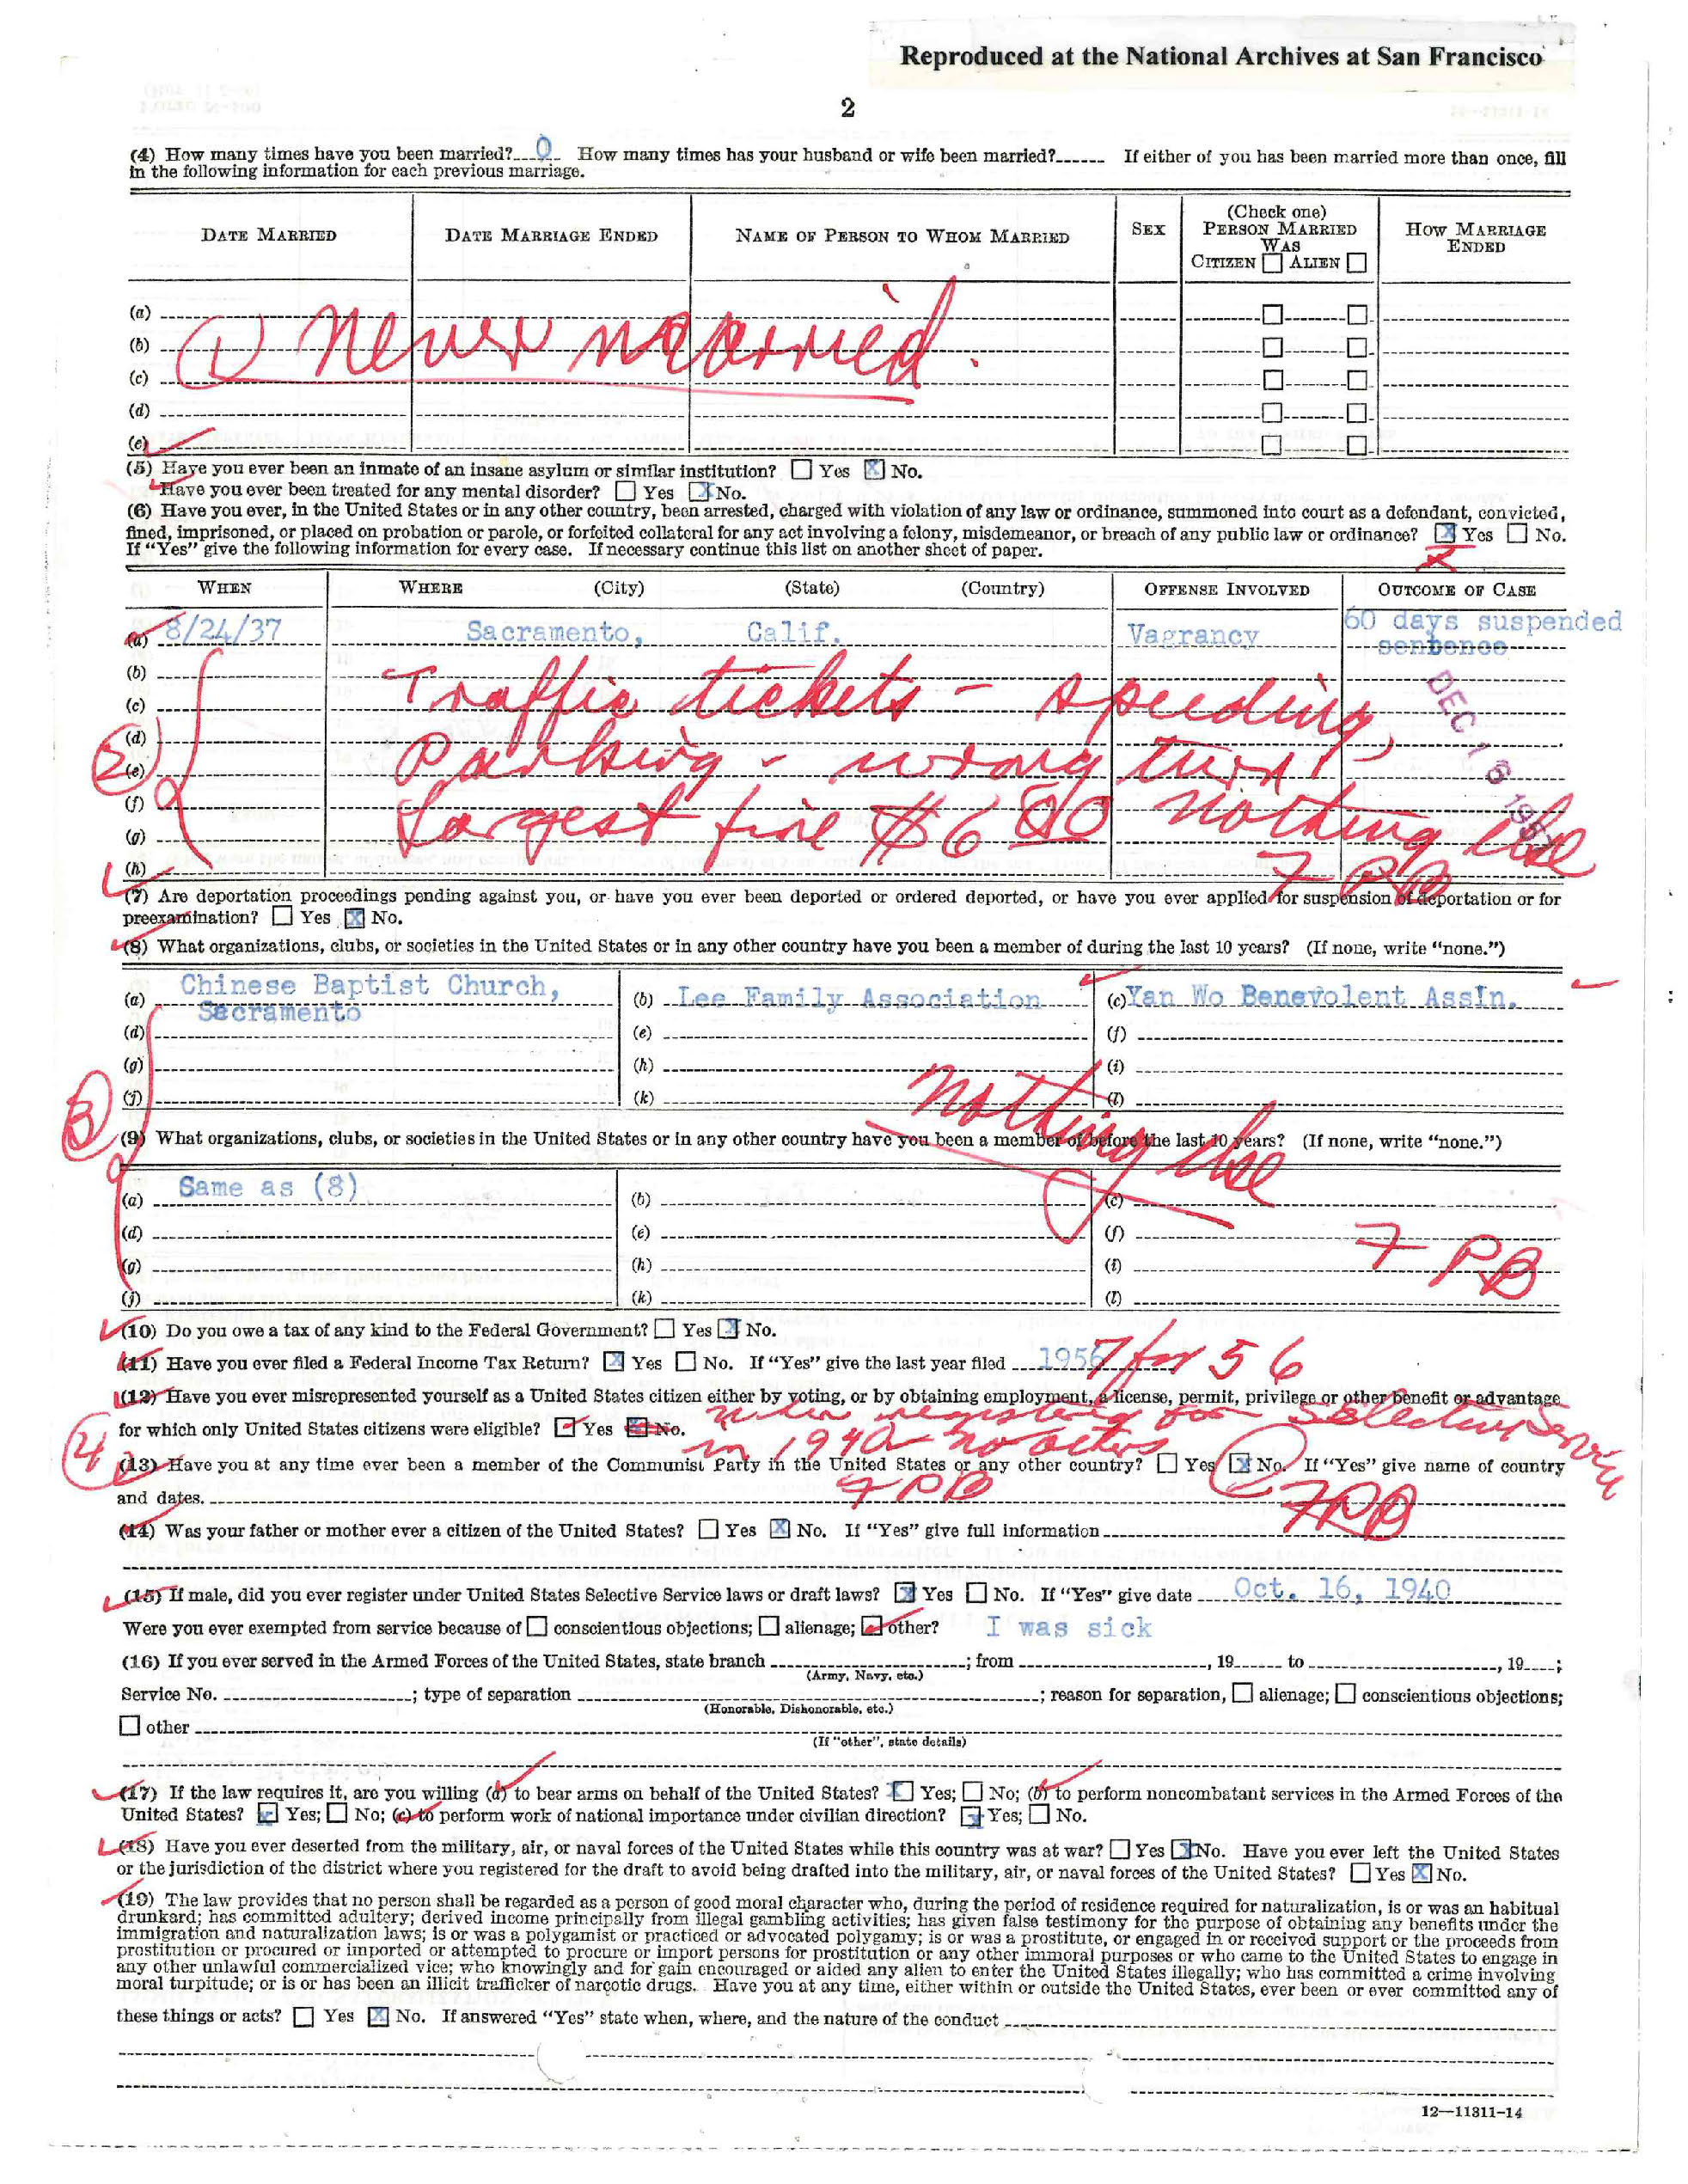 Reproduced at the National Archives at San Francisco
2
(4) How many times have you been married? 0 How many times has your husband or wife been married?...... If either of you has been married more than once, fill
in the following information for each previous marriage.
DATE MARRIED DATE MARRIAGE ENDED NAME OF PERSON TO WHOM MARRIED SEX (Check one) PERSON MARRIED WAS CITIZEN ☐ ALIEN ☐ HOW MARRIAGE ENDED
(a)
(b) 1) Never married.
(c)
(d)
(e)
(5) Have you ever been an inmate of an insane asylum or similar institution? ☐ Yes ☒ No.
Have you ever been treated for any mental disorder? ☐ Yes ☒ No.
(6) Have you ever, in the United States or in any other country, been arrested, charged with violation of any law or ordinance, summoned into court as a defendant, convicted,
fined, imprisoned, or placed on probation or parole, or forfeited collateral for any act involving a felony, misdemeanor, or breach of any public law or ordinance? ☒ Yes ☐ No.
If "Yes" give the following information for every case. If necessary continue this list on another sheet of paper.
WHEN WHERE (City) (State) (Country) OFFENSE INVOLVED OUTCOME OF CASE
(a) 8/24/37 Sacramento, Calif. Vagrancy 60 days suspended
sentence
(b)
(c) Traffic tickets - speeding,
(d)
(e) Parking - wrong turn
(f)
(g) Largest fine $6 00 nothing else
(h)
2
DEC 16 1957
7 PB
(7) Are deportation proceedings pending against you, or have you ever been deported or ordered deported, or have you ever applied for suspension of deportation or for
preexamination? ☐ Yes ☒ No.
(8) What organizations, clubs, or societies in the United States or in any other country have you been a member of during the last 10 years? (If none, write "none.")
(a) Chinese Baptist Church, (b) Lee Family Association (c) Yan Wo Benevolent Ass'n.
Sacramento
(d) (e) (f)
(g) (h) (i)
(j) (k) (l)
3
nothing else
(9) What organizations, clubs, or societies in the United States or in any other country have you been a member of before the last 10 years? (If none, write "none.")
(a) Same as (8) (b) (c)
(d) (e) (f)
(g) (h) (i)
7 PB
(j) (k) (l)
(10) Do you owe a tax of any kind to the Federal Government? ☐ Yes ☒ No.
(11) Have you ever filed a Federal Income Tax Return? ☒ Yes ☐ No. If "Yes" give the last year filed 1957 for 56
(12) Have you ever misrepresented yourself as a United States citizen either by voting, or by obtaining employment, a license, permit, privilege or other benefit or advantage
for which only United States citizens were eligible? ☑ Yes ☒ No. when registering for Selective Service
in 1940 no others
4
(13) Have you at any time ever been a member of the Communist Party in the United States or any other country? ☐ Yes ☒ No. If "Yes" give name of country
and dates. 7 PB 7 PB
(14) Was your father or mother ever a citizen of the United States? ☐ Yes ☒ No. If "Yes" give full information
(15) If male, did you ever register under United States Selective Service laws or draft laws? ☒ Yes ☐ No. If "Yes" give date Oct. 16, 1940
Were you ever exempted from service because of ☐ conscientious objections; ☐ alienage; ☑ other? I was sick
(16) If you ever served in the Armed Forces of the United States, state branch ; from , 19 to , 19 ;
(Army, Navy, etc.)
Service No. ; type of separation ; reason for separation, ☐ alienage; ☐ conscientious objections;
(Honorable, Dishonorable, etc.)
☐ other
(If "other", state details)
(17) If the law requires it, are you willing (a) to bear arms on behalf of the United States? ☒ Yes; ☐ No; (b) to perform noncombatant services in the Armed Forces of the
United States? ☒ Yes; ☐ No; (c) to perform work of national importance under civilian direction? ☒ Yes; ☐ No.
(18) Have you ever deserted from the military, air, or naval forces of the United States while this country was at war? ☐ Yes ☒ No. Have you ever left the United States
or the jurisdiction of the district where you registered for the draft to avoid being drafted into the military, air, or naval forces of the United States? ☐ Yes ☒ No.
(19) The law provides that no person shall be regarded as a person of good moral character who, during the period of residence required for naturalization, is or was an habitual
drunkard; has committed adultery; derived income principally from illegal gambling activities; has given false testimony for the purpose of obtaining any benefits under the
immigration and naturalization laws; is or was a polygamist or practiced or advocated polygamy; is or was a prostitute, or engaged in or received support or the proceeds from
prostitution or procured or imported or attempted to procure or import persons for prostitution or any other immoral purposes or who came to the United States to engage in
any other unlawful commercialized vice; who knowingly and for gain encouraged or aided any alien to enter the United States illegally; who has committed a crime involving
moral turpitude; or is or has been an illicit trafficker of narcotic drugs. Have you at any time, either within or outside the United States, ever been or ever committed any of
these things or acts? ☐ Yes ☒ No. If answered "Yes" state when, where, and the nature of the conduct
12—11311-14